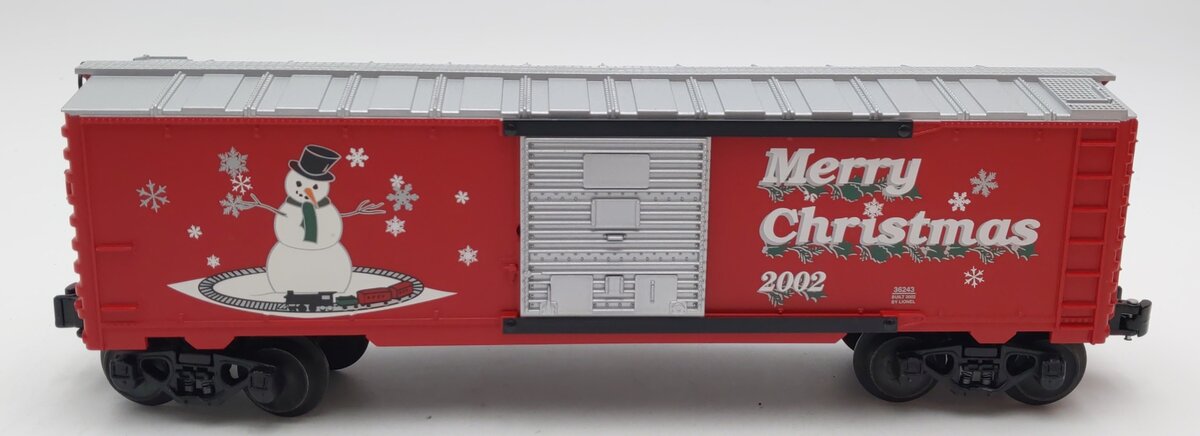 Merry
Christmas
2002
36243
BUILT 2002
BY LIONEL